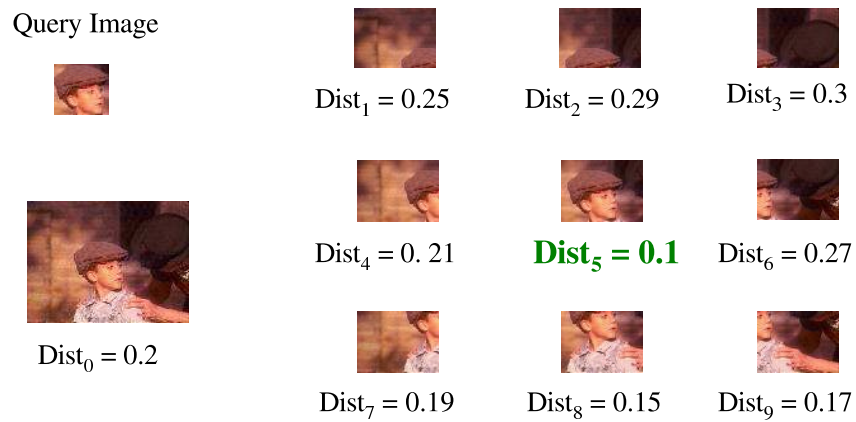 Query Image
Dist1 = 0.25
Dist2 = 0.29
Dist3 = 0.3
Dist4 = 0. 21
Dist5 = 0.1
Dist6 = 0.27
Dist0 = 0.2
Dist7 = 0.19
Dist8 = 0.15
Dist9 = 0.17